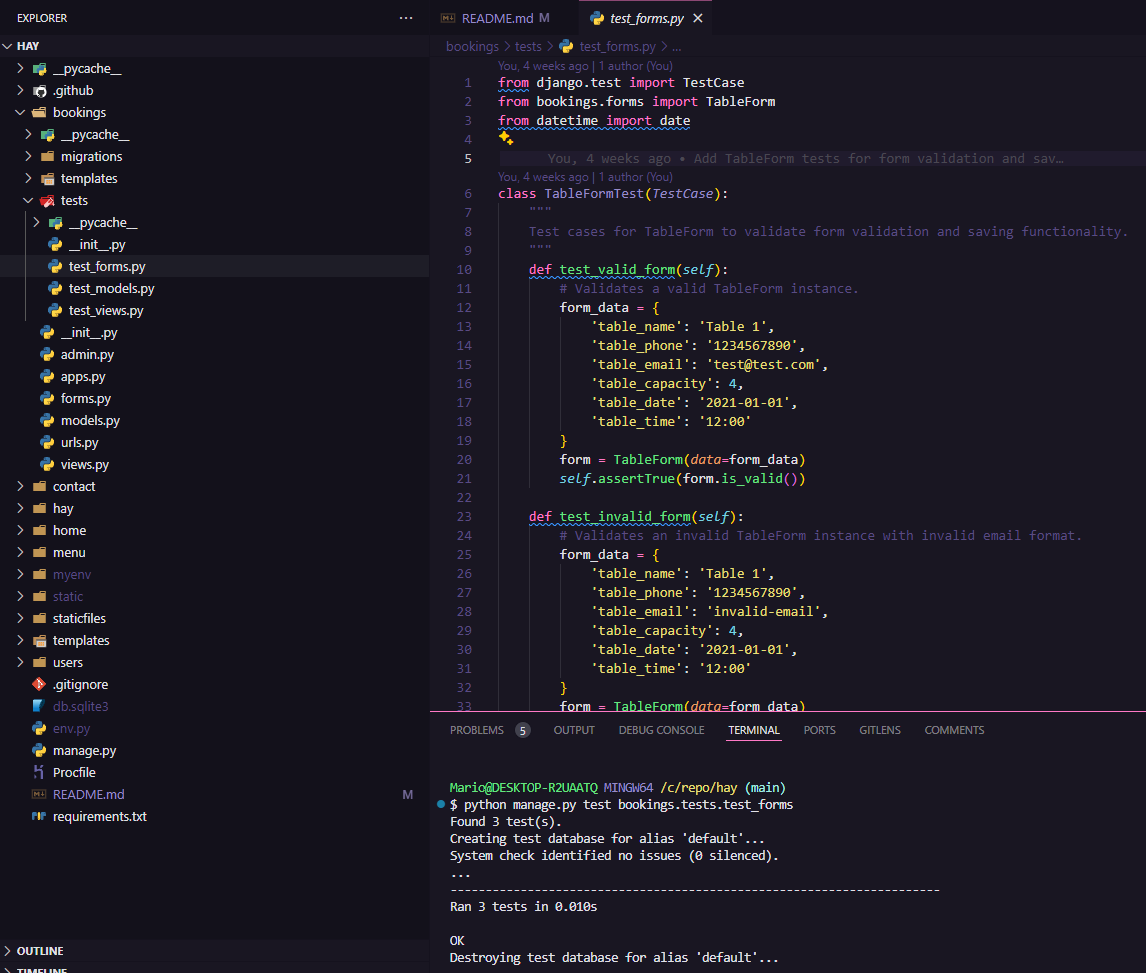 EXPLORER
···
HAY
__pycache__
.github
bookings
__pycache__
migrations
templates
tests
__pycache__
__init__.py
test_forms.py
test_models.py
test_views.py
__init__.py
admin.py
apps.py
forms.py
models.py
urls.py
views.py
contact
hay
home
menu
myenv
static
staticfiles
templates
users
.gitignore
db.sqlite3
env.py
manage.py
Procfile
README.md M
requirements.txt
OUTLINE
TIMELINE
README.md M
test_forms.py ×
bookings > tests > test_forms.py > ...
You, 4 weeks ago | 1 author (You)
1 from django.test import TestCase
2 from bookings.forms import TableForm
3 from datetime import date
4
5 You, 4 weeks ago • Add TableForm tests for form validation and sav…
You, 4 weeks ago | 1 author (You)
6 class TableFormTest(TestCase):
7     """
8     Test cases for TableForm to validate form validation and saving functionality.
9     """
10     def test_valid_form(self):
11         # Validates a valid TableForm instance.
12         form_data = {
13             'table_name': 'Table 1',
14             'table_phone': '1234567890',
15             'table_email': 'test@test.com',
16             'table_capacity': 4,
17             'table_date': '2021-01-01',
18             'table_time': '12:00'
19         }
20         form = TableForm(data=form_data)
21         self.assertTrue(form.is_valid())
22
23     def test_invalid_form(self):
24         # Validates an invalid TableForm instance with invalid email format.
25         form_data = {
26             'table_name': 'Table 1',
27             'table_phone': '1234567890',
28             'table_email': 'invalid-email',
29             'table_capacity': 4,
30             'table_date': '2021-01-01',
31             'table_time': '12:00'
32         }
33         form = TableForm(data=form_data)
PROBLEMS 5 OUTPUT DEBUG CONSOLE TERMINAL PORTS GITLENS COMMENTS
Mario@DESKTOP-R2UAATQ MINGW64 /c/repo/hay (main)
$ python manage.py test bookings.tests.test_forms
Found 3 test(s).
Creating test database for alias 'default'...
System check identified no issues (0 silenced).
...
----------------------------------------------------------------------
Ran 3 tests in 0.010s
OK
Destroying test database for alias 'default'...